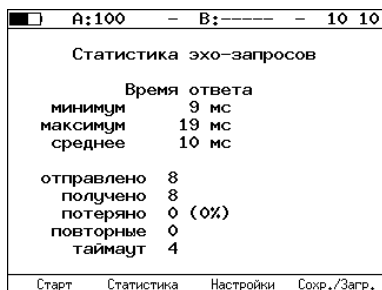 A:100 – B:----- – 10 10
Статистика эхо-запросов
Время ответа
минимум 9 мс
максимум 19 мс
среднее 10 мс
отправлено 8
получено 8
потеряно 0 (0%)
повторные 0
таймаут 4
Старт Статистика Настройки Сохр./Загр.